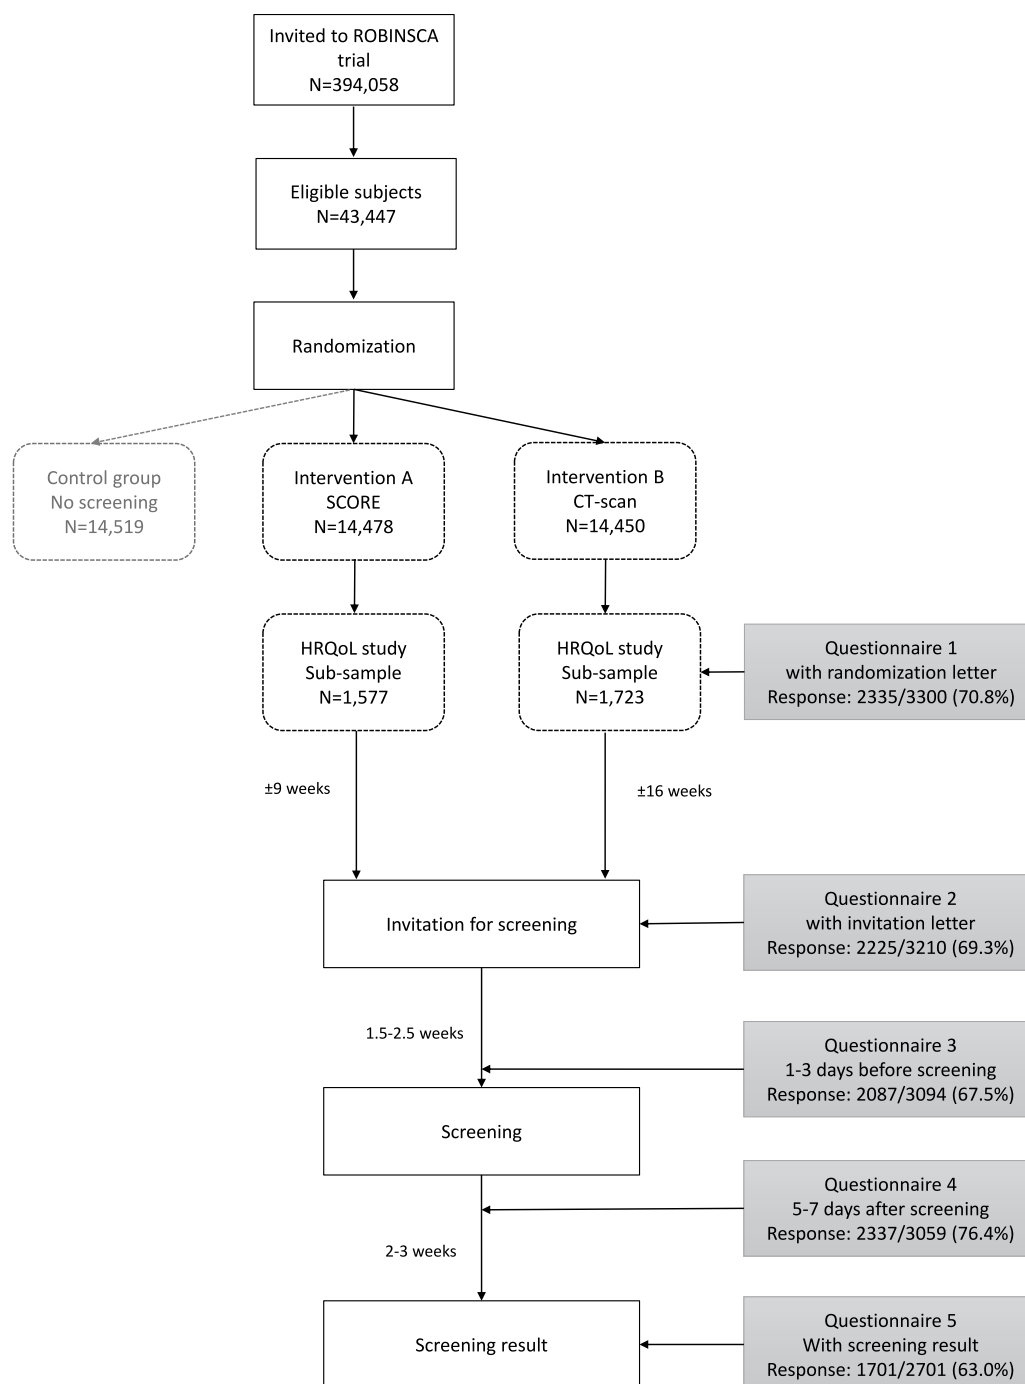 Invited to ROBINSCA
trial
N=394,058
Eligible subjects
N=43,447
Randomization
Control group
No screening
N=14,519
Intervention A
SCORE
N=14,478
Intervention B
CT-scan
N=14,450
HRQoL study
Sub-sample
N=1,577
HRQoL study
Sub-sample
N=1,723
Questionnaire 1
with randomization letter
Response: 2335/3300 (70.8%)
±9 weeks
±16 weeks
Invitation for screening
Questionnaire 2
with invitation letter
Response: 2225/3210 (69.3%)
1.5-2.5 weeks
Questionnaire 3
1-3 days before screening
Response: 2087/3094 (67.5%)
Screening
Questionnaire 4
5-7 days after screening
Response: 2337/3059 (76.4%)
2-3 weeks
Screening result
Questionnaire 5
With screening result
Response: 1701/2701 (63.0%)